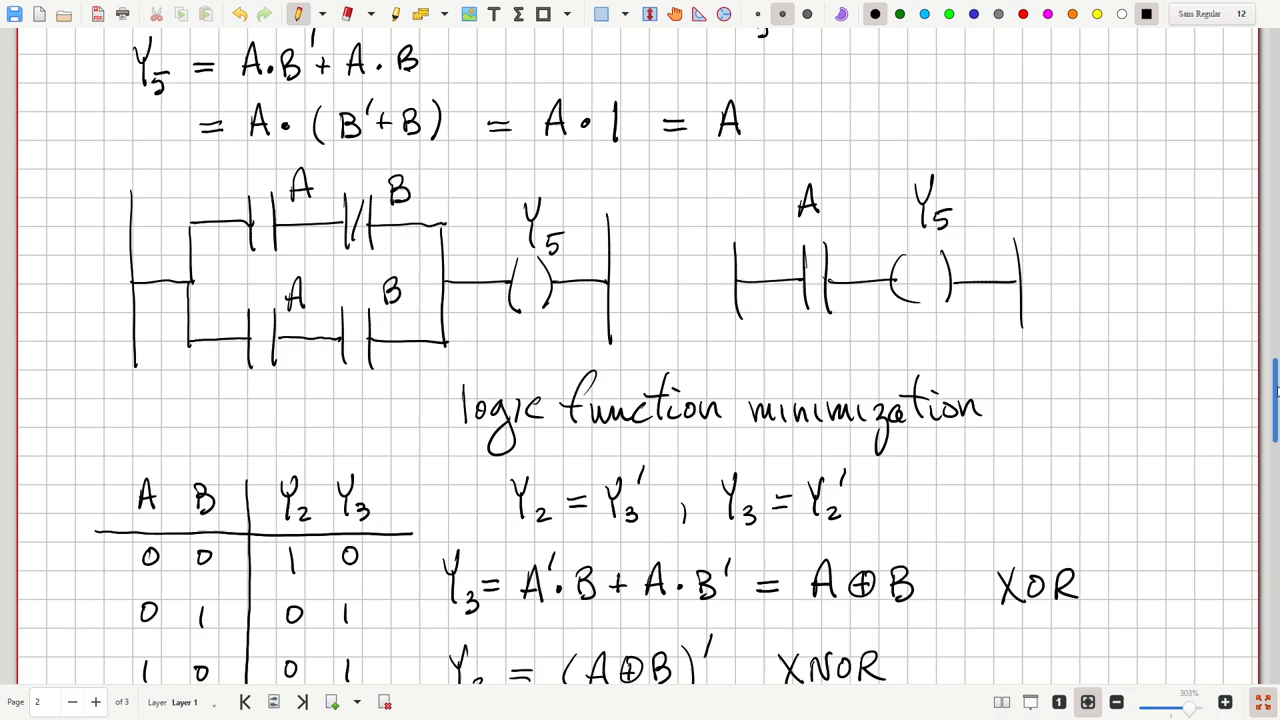 Sans Regular 12
Y₅ = A·B' + A·B
= A·(B'+B) = A·1 = A
A B Y₅ A Y₅
A B
logic function minimization
A B Y₂ Y₃ Y₂ = Y₃' , Y₃ = Y₂'
0 0 1 0 Y₃ = A'·B + A·B' = A⊕B XOR
0 1 0 1
1 0 0 1 = (A⊕B)' XNOR
Page 2 of 3 Layer Layer 1 303%